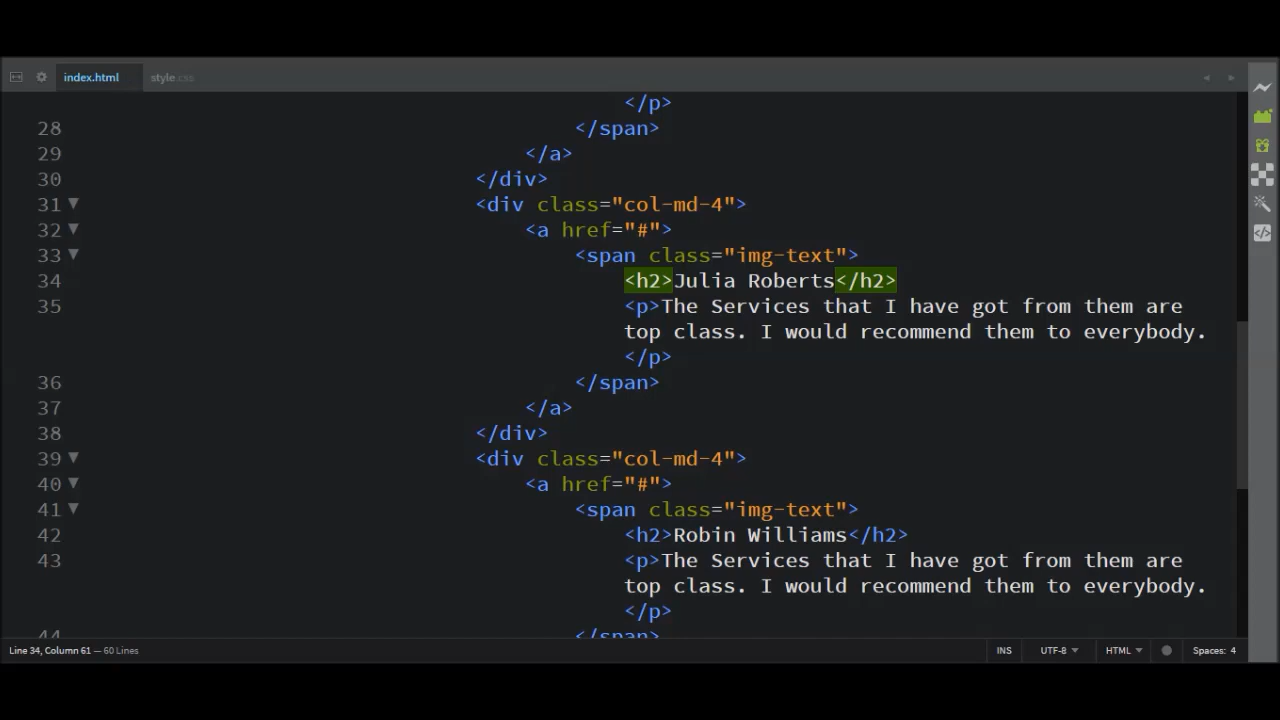 index.html style.css
</p>
28 </span>
29 </a>
30 </div>
31 <div class="col-md-4">
32 <a href="#">
33 <span class="img-text">
34 <h2>Julia Roberts</h2>
35 <p>The Services that I have got from them are
top class. I would recommend them to everybody.
</p>
36 </span>
37 </a>
38 </div>
39 <div class="col-md-4">
40 <a href="#">
41 <span class="img-text">
42 <h2>Robin Williams</h2>
43 <p>The Services that I have got from them are
top class. I would recommend them to everybody.
</p>
44 </span>
Line 34, Column 61 — 60 Lines INS UTF-8 HTML Spaces: 4